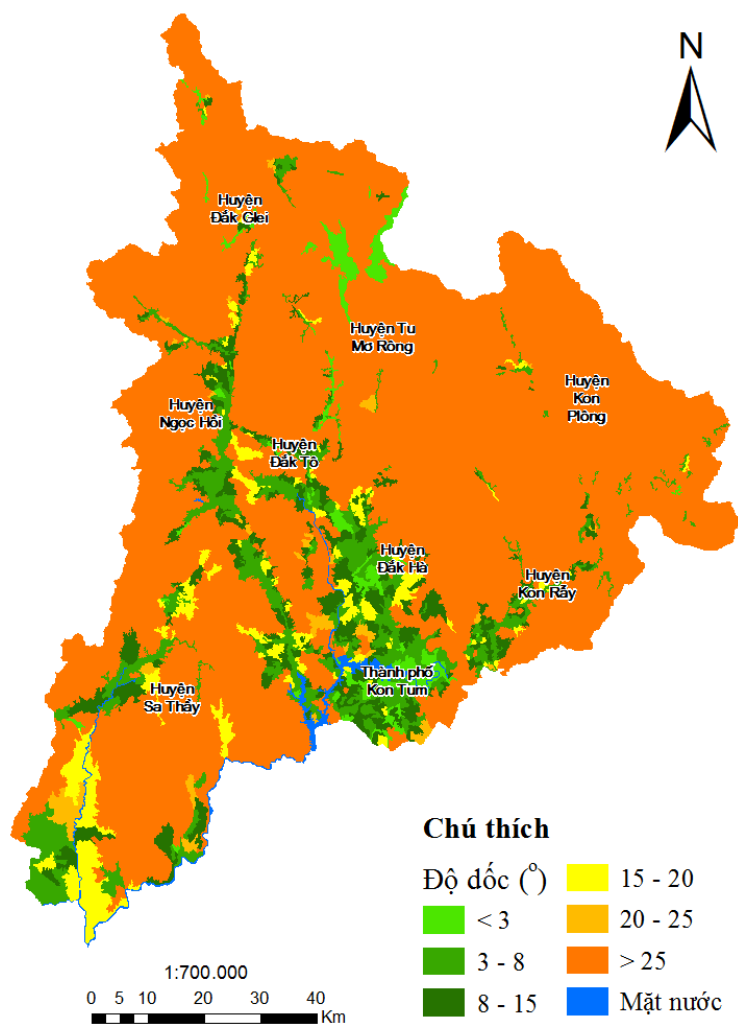 N
Huyện
Đắk Glei
Huyện Tu
Mơ Rông
Huyện
Kon
Plông
Huyện
Ngọc Hồi
Huyện
Đắk Tô
Huyện
Đắk Hà
Huyện
Kon Rẫy
Thành phố
Kon Tum
Huyện
Sa Thầy
Chú thích
Độ dốc (°)
< 3
3 - 8
8 - 15
15 - 20
20 - 25
> 25
Mặt nước
1:700.000
0 5 10 20 30 40
Km